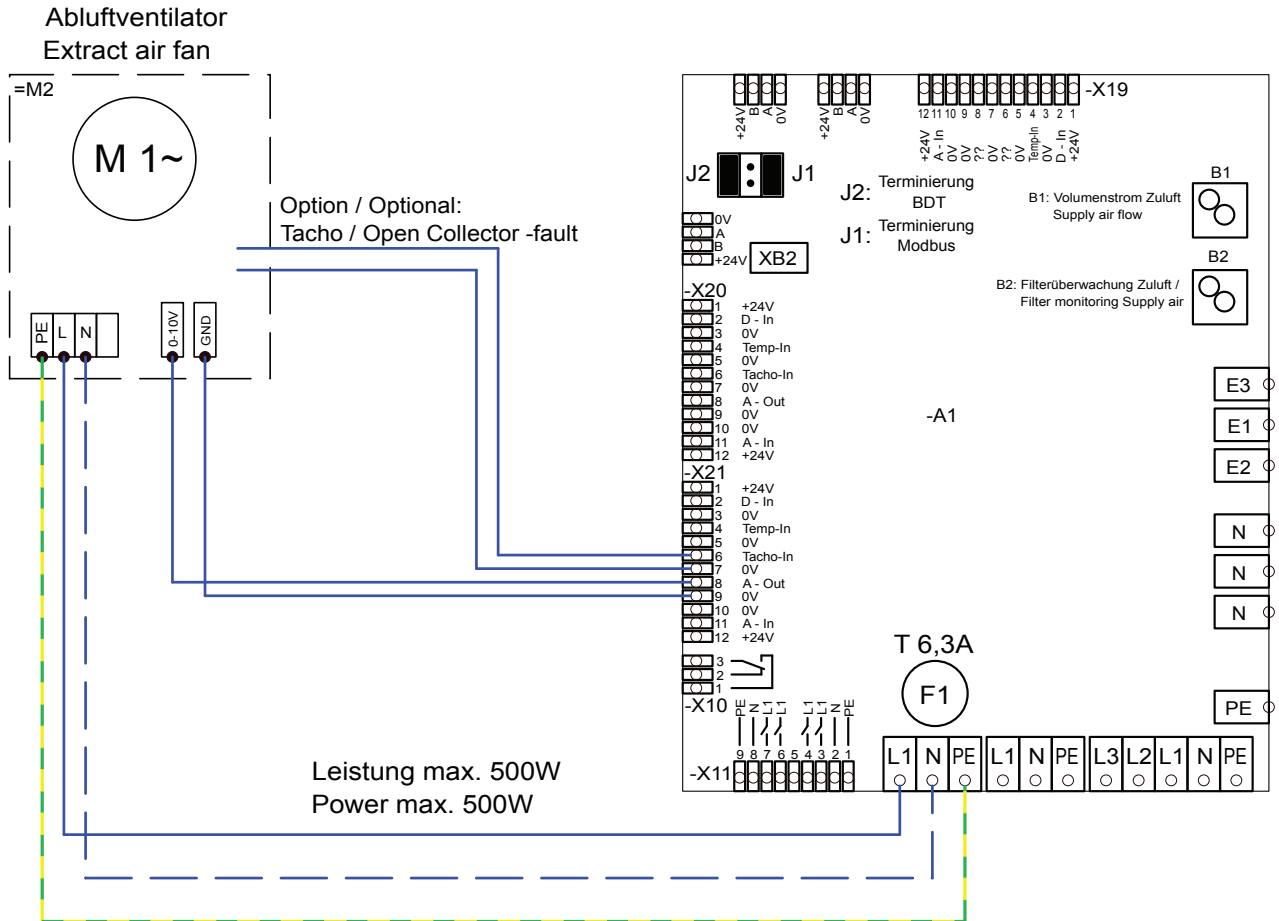 Abluftventilator
Extract air fan
=M2
M 1~
Option / Optional:
Tacho / Open Collector -fault
PE L N
0-10V
GND
+24V B A 0V
+24V B A 0V
-X19
12 11 10 9 8 7 6 5 4 3 2 1
+24V A - In 0V 0V ?? 0V ?? 0V Temp-In 0V D - In +24V
J2 J1
J2: Terminierung
BDT
J1: Terminierung
Modbus
B1
B1: Volumenstrom Zuluft
Supply air flow
B2
B2: Filterüberwachung Zuluft /
Filter monitoring Supply air
0V
A
B
+24V
XB2
-X20
1 +24V
2 D - In
3 0V
4 Temp-In
5 0V
6 Tacho-In
7 0V
8 A - Out
9 0V
10 0V
11 A - In
12 +24V
-X21
1 +24V
2 D - In
3 0V
4 Temp-In
5 0V
6 Tacho-In
7 0V
8 A - Out
9 0V
10 0V
11 A - In
12 +24V
-A1
E3
E1
E2
N
N
N
PE
3
2
1
-X10
T 6,3A
F1
PE N L1 L1 L1 L1 N PE
9 8 7 6 5 4 3 2 1
-X11
L1 N PE L1 N PE L3 L2 L1 N PE
Leistung max. 500W
Power max. 500W